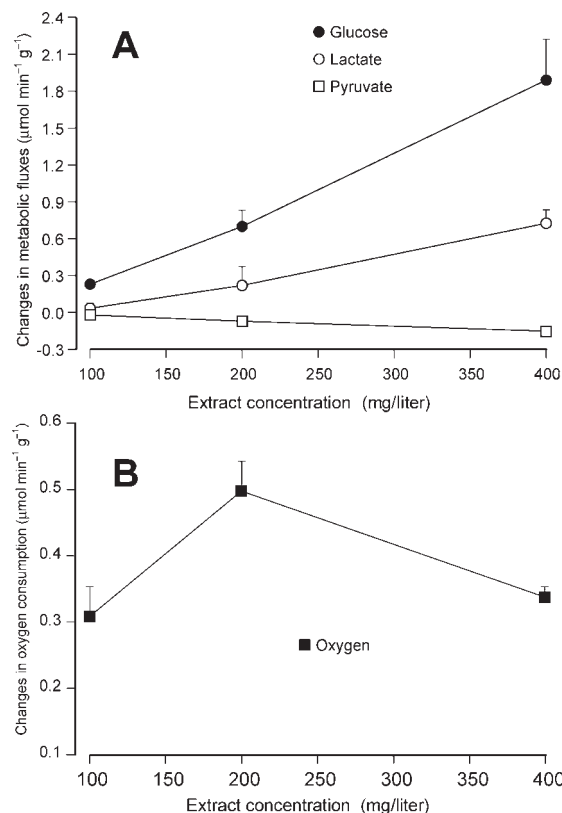 A
Glucose
Lactate
Pyruvate
Changes in metabolic fluxes (μmol min⁻¹ g⁻¹)
2.4
2.1
1.8
1.5
1.2
0.9
0.6
0.3
0.0
-0.3
100 150 200 250 300 350 400
Extract concentration (mg/liter)
B
Changes in oxygen consumption (μmol min⁻¹ g⁻¹)
0.6
0.5
0.4
0.3
0.2
0.1
Oxygen
100 150 200 250 300 350 400
Extract concentration (mg/liter)